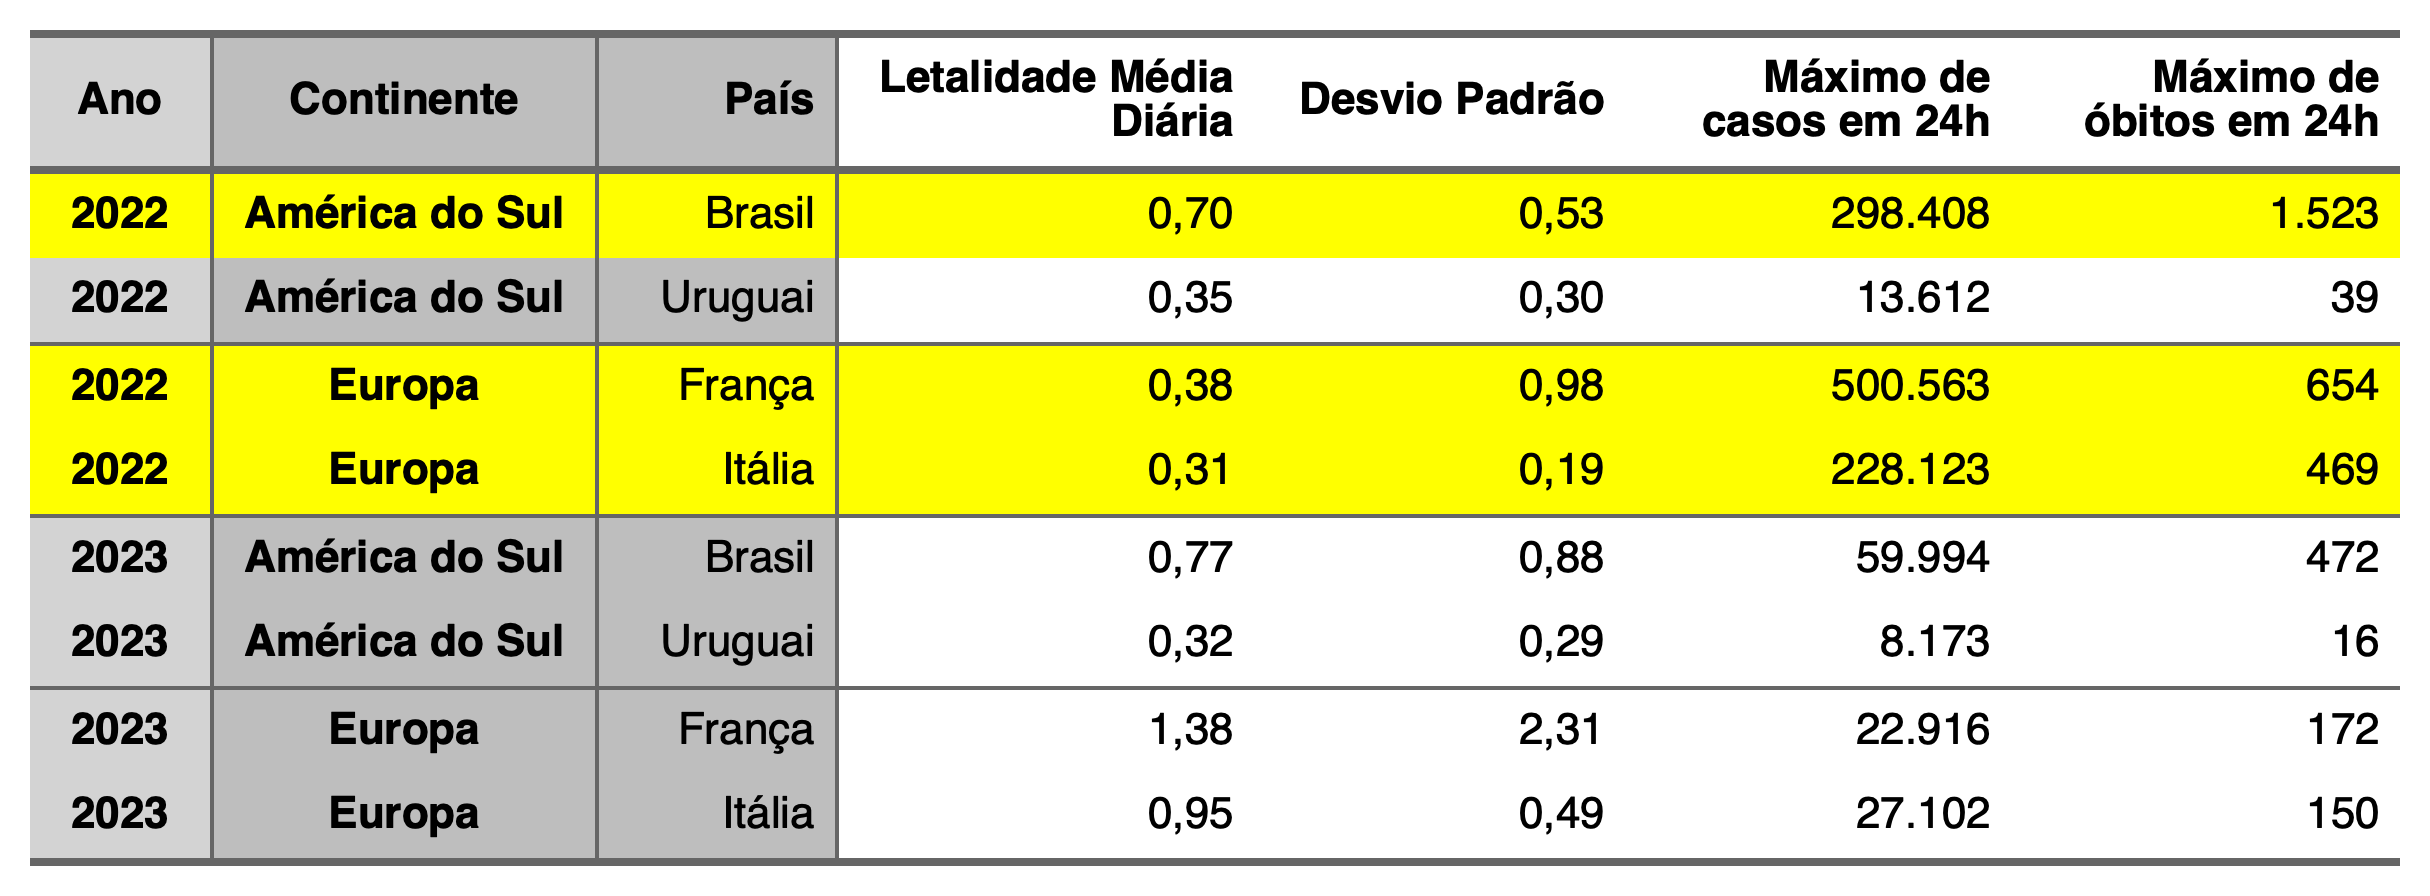 Ano Continente País Letalidade Média Diária Desvio Padrão Máximo de casos em 24h Máximo de óbitos em 24h
2022 América do Sul Brasil 0,70 0,53 298.408 1.523
2022 América do Sul Uruguai 0,35 0,30 13.612 39
2022 Europa França 0,38 0,98 500.563 654
2022 Europa Itália 0,31 0,19 228.123 469
2023 América do Sul Brasil 0,77 0,88 59.994 472
2023 América do Sul Uruguai 0,32 0,29 8.173 16
2023 Europa França 1,38 2,31 22.916 172
2023 Europa Itália 0,95 0,49 27.102 150